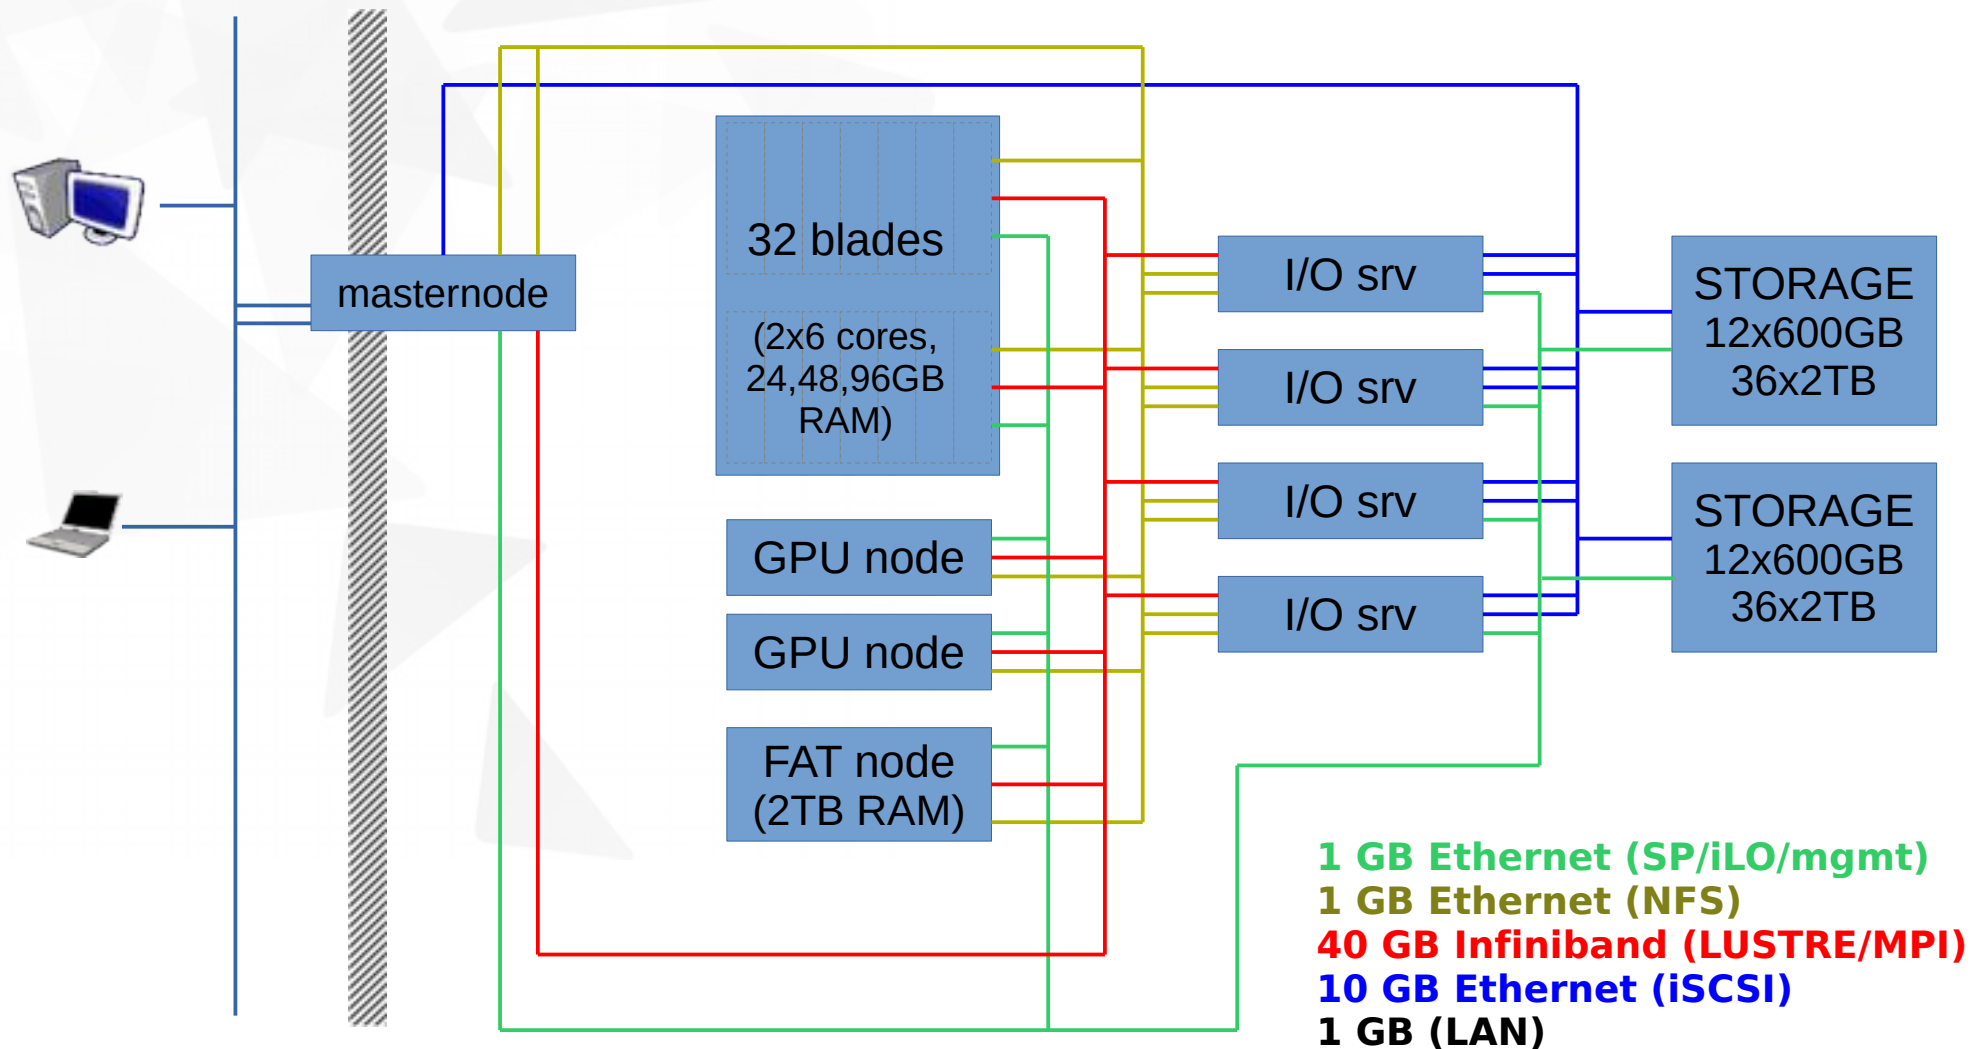 masternode
32 blades
(2x6 cores,
24,48,96GB
RAM)
GPU node
GPU node
FAT node
(2TB RAM)
I/O srv
I/O srv
I/O srv
I/O srv
STORAGE
12x600GB
36x2TB
STORAGE
12x600GB
36x2TB
1 GB Ethernet (SP/iLO/mgmt)
1 GB Ethernet (NFS)
40 GB Infiniband (LUSTRE/MPI)
10 GB Ethernet (iSCSI)
1 GB (LAN)